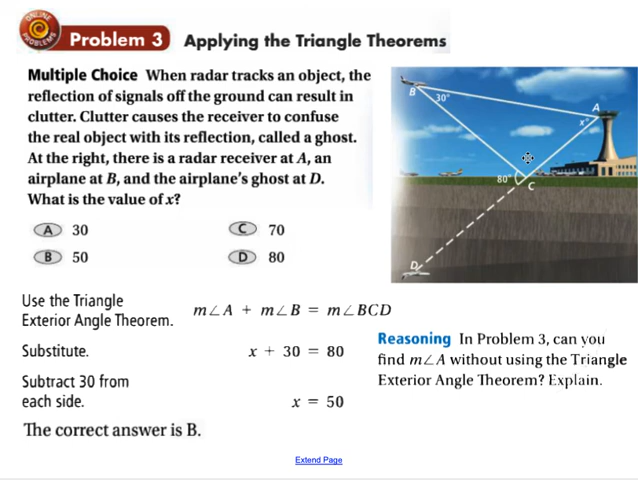 ONLINE
PROBLEMS
Problem 3 Applying the Triangle Theorems
Multiple Choice When radar tracks an object, the
reflection of signals off the ground can result in
clutter. Clutter causes the receiver to confuse
the real object with its reflection, called a ghost.
At the right, there is a radar receiver at A, an
airplane at B, and the airplane's ghost at D.
What is the value of x?
A 30
C 70
B 50
D 80
B
30°
A
x°
80°
C
D
Use the Triangle
Exterior Angle Theorem.
m∠A + m∠B = m∠BCD
Substitute.
x + 30 = 80
Subtract 30 from
each side.
x = 50
The correct answer is B.
Reasoning In Problem 3, can you
find m∠A without using the Triangle
Exterior Angle Theorem? Explain.
Extend Page